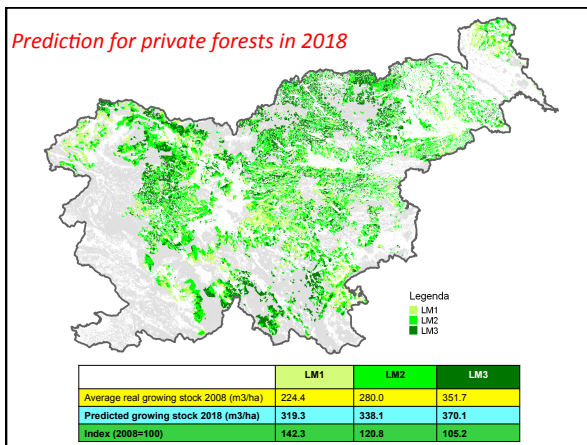 Prediction for private forests in 2018
Legenda
LM1
LM2
LM3
LM1 LM2 LM3
Average real growing stock 2008 (m3/ha) 224.4 280.0 351.7
Predicted growing stock 2018 (m3/ha) 319.3 338.1 370.1
Index (2008=100) 142.3 120.8 105.2